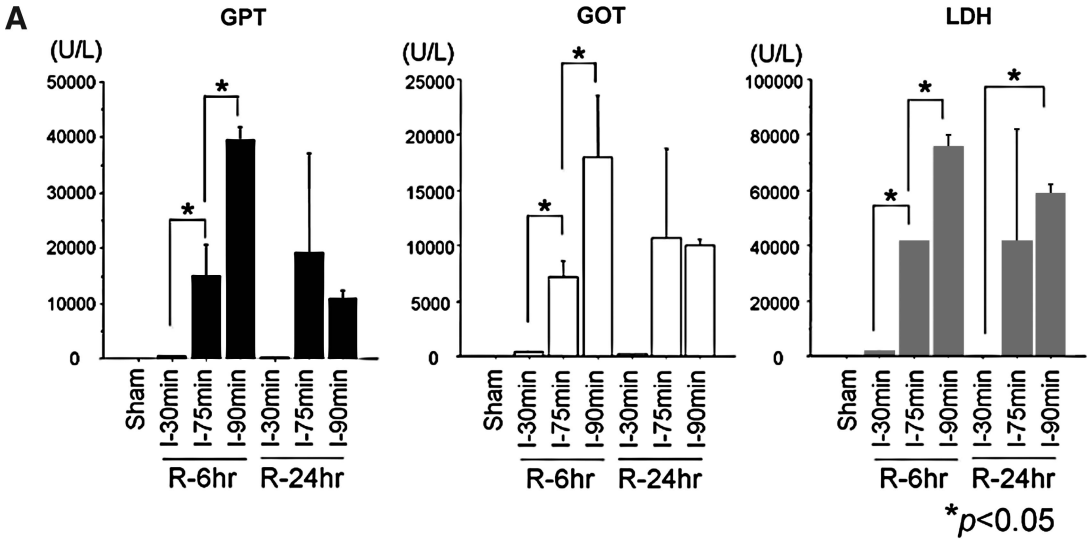 A
GPT
(U/L)
50000
40000
30000
20000
10000
0
*
*
Sham
I-30min
I-75min
I-90min
I-30min
I-75min
I-90min
R-6hr
R-24hr
GOT
(U/L)
25000
20000
15000
10000
5000
0
*
*
Sham
I-30min
I-75min
I-90min
I-30min
I-75min
I-90min
R-6hr
R-24hr
LDH
(U/L)
100000
80000
60000
40000
20000
0
*
*
*
Sham
I-30min
I-75min
I-90min
I-30min
I-75min
I-90min
R-6hr
R-24hr
*p<0.05